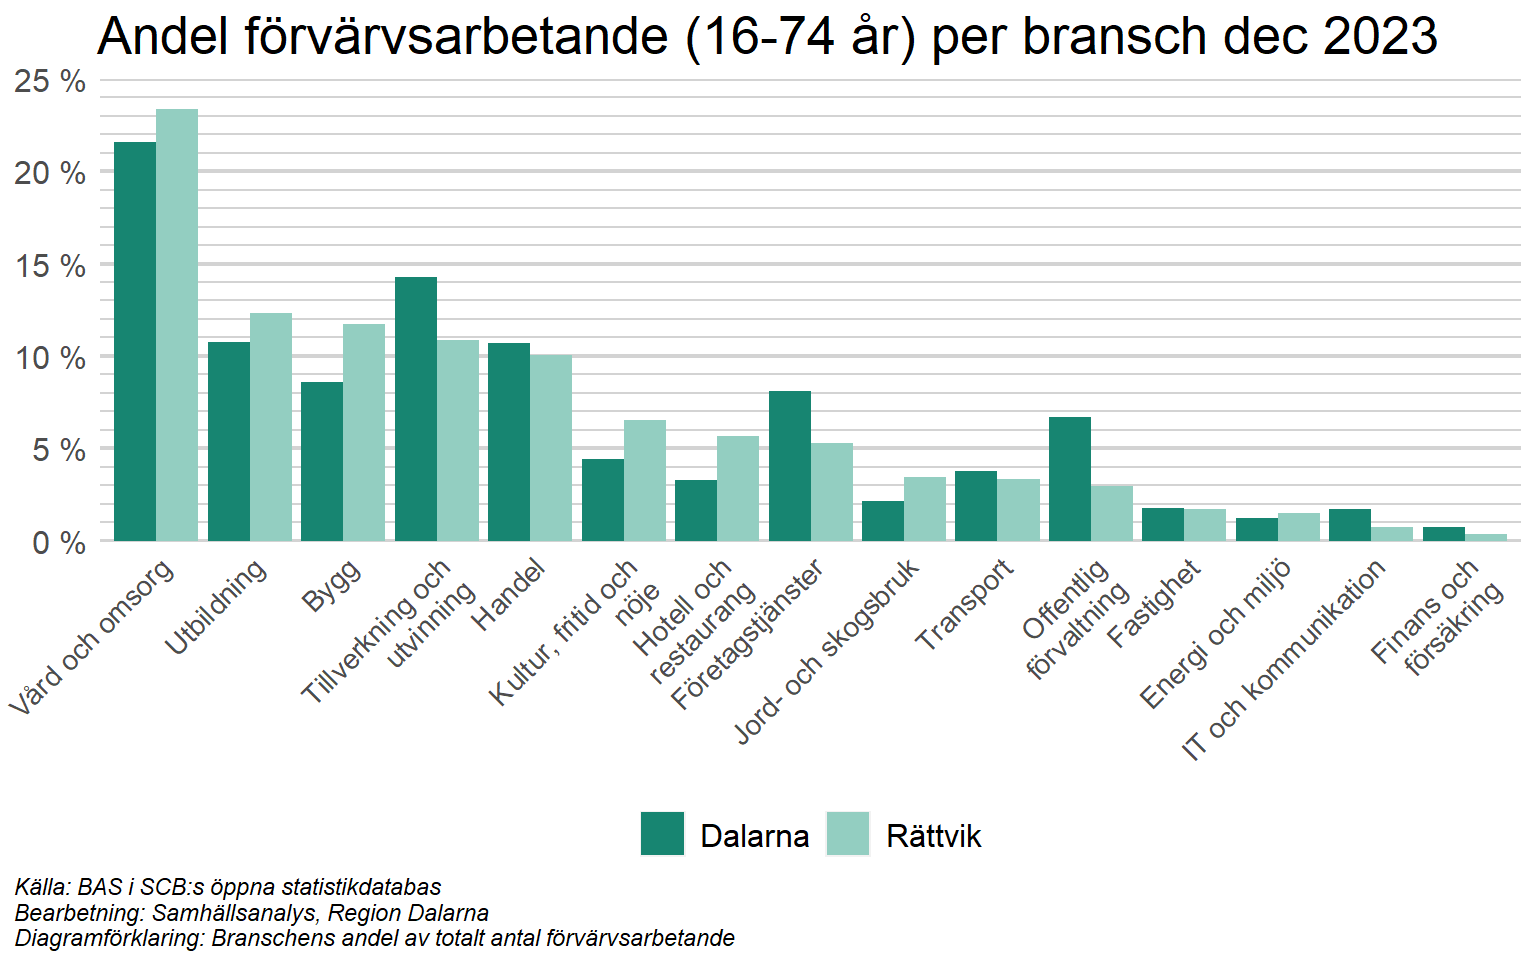 Andel förvärvsarbetande (16-74 år) per bransch dec 2023
25 %
20 %
15 %
10 %
5 %
0 %
Vård och omsorg
Utbildning
Bygg
Tillverkning och
utvinning
Handel
Kultur, fritid och
nöje
Hotell och
restaurang
Företagstjänster
Jord- och skogsbruk
Transport
Offentlig
förvaltning
Fastighet
Energi och miljö
IT och kommunikation
Finans och
försäkring
Dalarna
Rättvik
Källa: BAS i SCB:s öppna statistikdatabas
Bearbetning: Samhällsanalys, Region Dalarna
Diagramförklaring: Branschens andel av totalt antal förvärvsarbetande